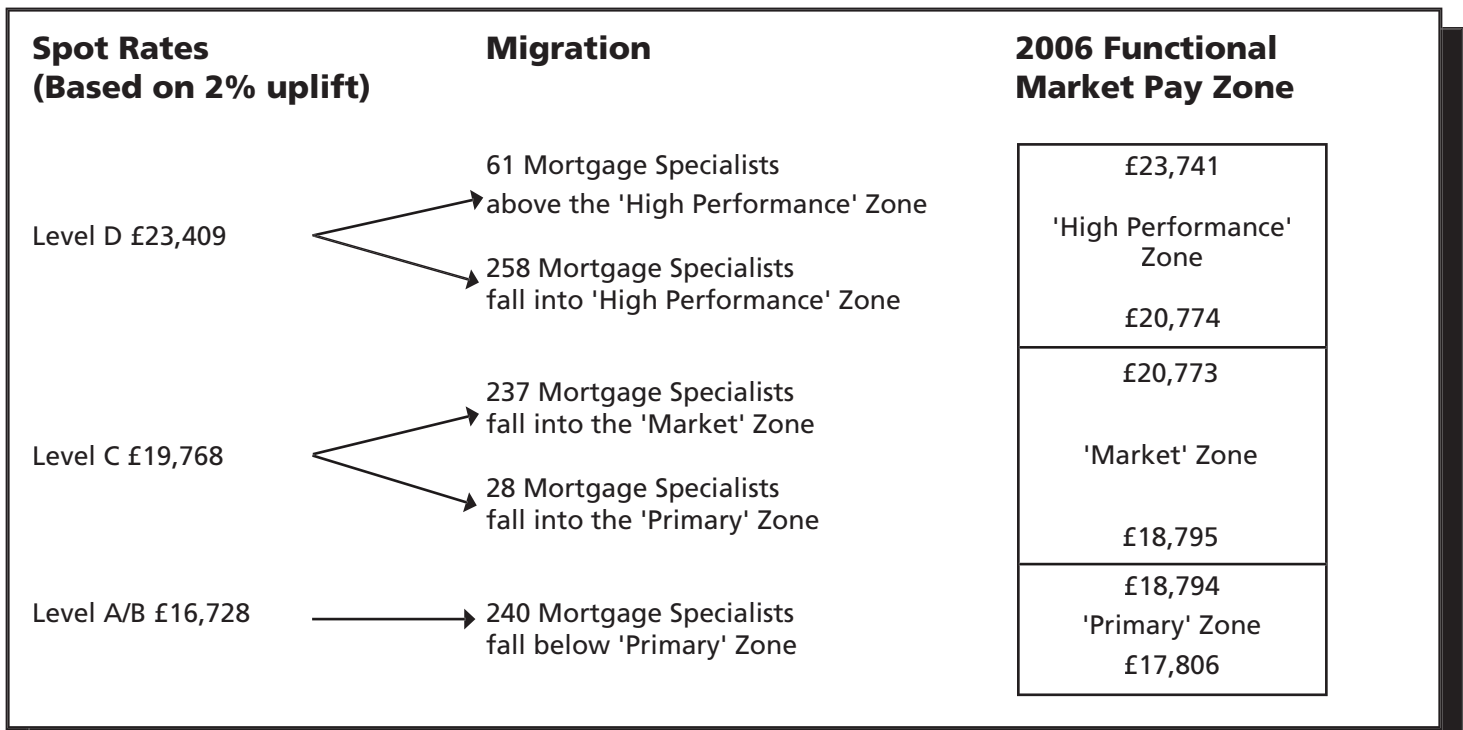 Spot Rates
(Based on 2% uplift)
Migration
2006 Functional
Market Pay Zone
Level D £23,409
61 Mortgage Specialists
above the 'High Performance' Zone
258 Mortgage Specialists
fall into 'High Performance' Zone
£23,741
'High Performance'
Zone
£20,774
Level C £19,768
237 Mortgage Specialists
fall into the 'Market' Zone
28 Mortgage Specialists
fall into the 'Primary' Zone
£20,773
'Market' Zone
£18,795
Level A/B £16,728
240 Mortgage Specialists
fall below 'Primary' Zone
£18,794
'Primary' Zone
£17,806